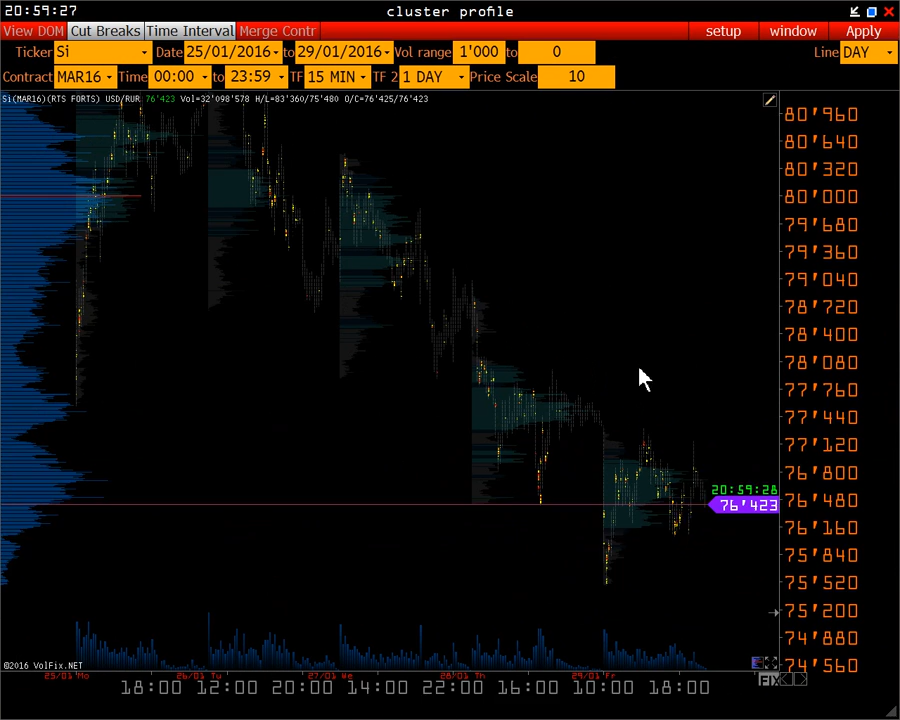 20:59:27 cluster profile
View DOM Cut Breaks Time Interval Merge Contr setup window Apply
Ticker Si Date 25/01/2016 to 29/01/2016 Vol range 1'000 to 0 Line DAY
Contract MAR16 Time 00:00 to 23:59 TF 15 MIN TF 2 1 DAY Price Scale 10
Si(MAR16)(RTS FORTS) USD/RUR 76'423 Vol=32'098'578 H/L=83'360/75'480 O/C=76'425/76'423
80'960
80'640
80'320
80'000
79'680
79'360
79'040
78'720
78'400
78'080
77'760
77'440
77'120
76'800
20:59:28
76'480
76'423
76'160
75'840
75'520
75'200
74'880
74'560
©2016 VolFix.NET
25/01 Mo 26/01 Tu 27/01 We 28/01 Th 29/01 Fr
FIX
18:00 12:00 20:00 14:00 22:00 16:00 10:00 18:00